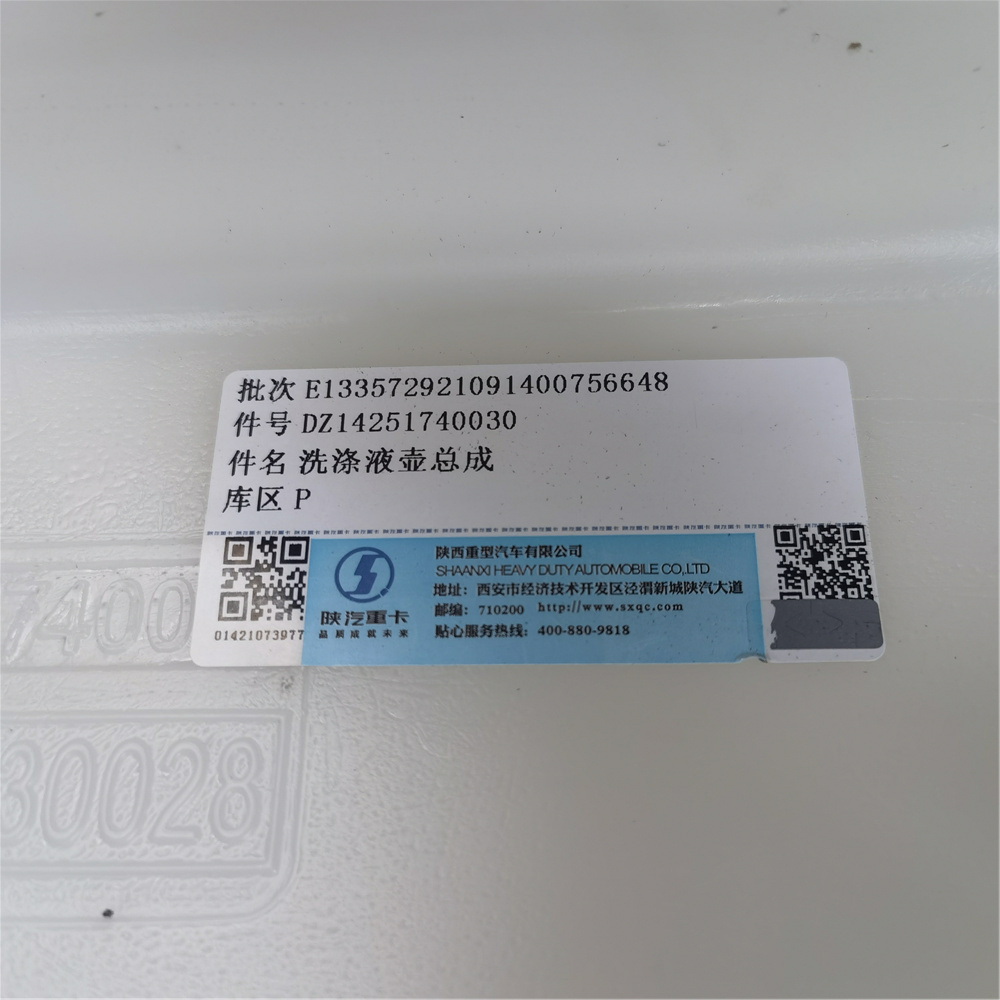 批次 E133572921091400756648
件号 DZ14251740030
件名 洗涤液壶总成
库区 P
陕西重型汽车有限公司
SHAANXI HEAVY DUTY AUTOMOBILE CO.,LTD
地址：西安市经济技术开发区泾渭新城陕汽大道
邮编：710200 http://www.sxqc.com
贴心服务热线：400-880-9818
陕汽重卡
品质成就未来
01421073977
7400
30028